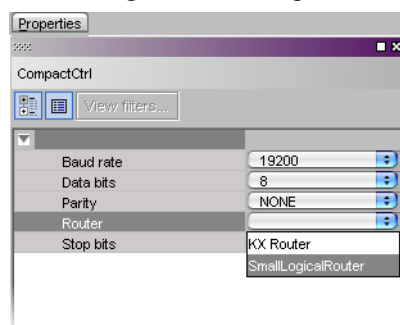 Properties
CompactCtrl
View filters...
Baud rate 19200
Data bits 8
Parity NONE
Router
Stop bits KX Router
SmallLogicalRouter